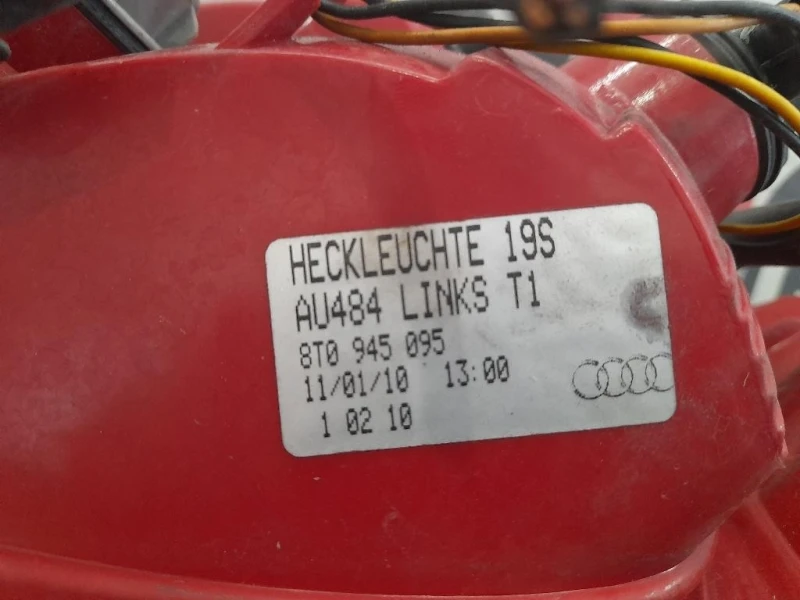 HECKLEUCHTE 19S
AU484 LINKS T1
8T0 945 095
11/01/10 13:00
1 02 10